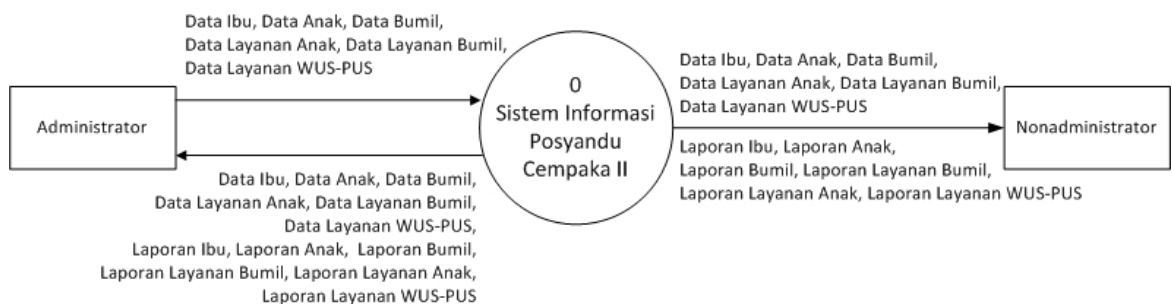 Data Ibu, Data Anak, Data Bumil,
Data Layanan Anak, Data Layanan Bumil,
Data Layanan WUS-PUS
Administrator
Data Ibu, Data Anak, Data Bumil,
Data Layanan Anak, Data Layanan Bumil,
Data Layanan WUS-PUS,
Laporan Ibu, Laporan Anak, Laporan Bumil,
Laporan Layanan Bumil, Laporan Layanan Anak,
Laporan Layanan WUS-PUS
0
Sistem Informasi
Posyandu
Cempaka II
Data Ibu, Data Anak, Data Bumil,
Data Layanan Anak, Data Layanan Bumil,
Data Layanan WUS-PUS
Laporan Ibu, Laporan Anak,
Laporan Bumil, Laporan Layanan Bumil,
Laporan Layanan Anak, Laporan Layanan WUS-PUS
Nonadministrator